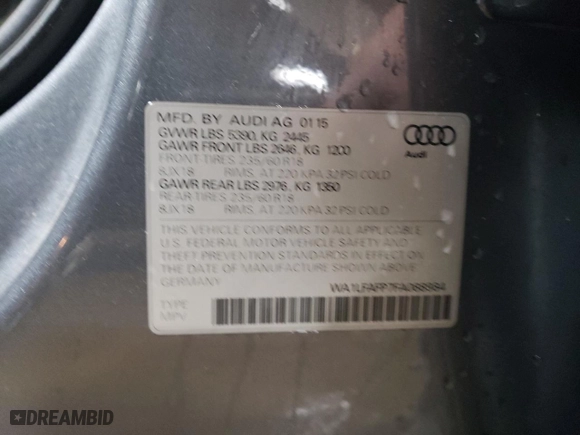 MFD. BY AUDI AG 01 15
GVWR LBS 5390, KG 2445
GAWR FRONT LBS 2646, KG 1200
FRONT TIRES 235/60 R18
8JX18 RIMS, AT 220 KPA 32 PSI COLD
GAWR REAR LBS 2976, KG 1350
REAR TIRES 235/60 R18
8JX18 RIMS, AT 220 KPA 32 PSI COLD
Audi
THIS VEHICLE CONFORMS TO ALL APPLICABLE
U.S. FEDERAL MOTOR VEHICLE SAFETY AND
THEFT PREVENTION STANDARDS IN EFFECT ON
THE DATE OF MANUFACTURE SHOWN ABOVE
GERMANY
TYPE
MPV
DREAMBID